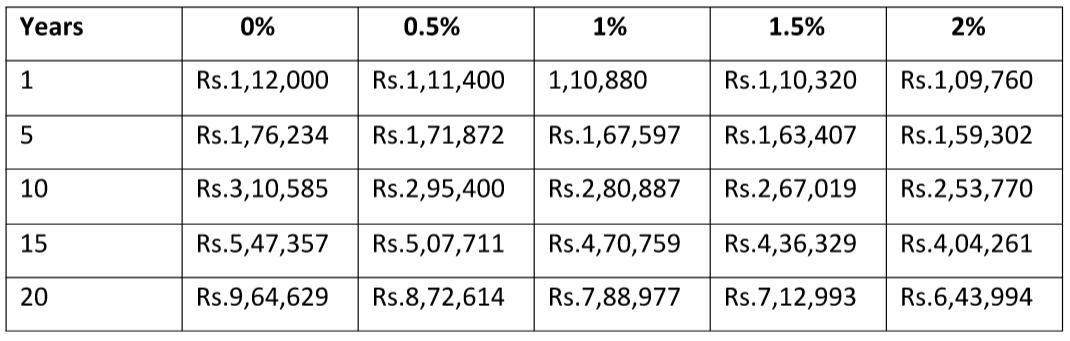 Years 0% 0.5% 1% 1.5% 2%
1 Rs.1,12,000 Rs.1,11,400 1,10,880 Rs.1,10,320 Rs.1,09,760
5 Rs.1,76,234 Rs.1,71,872 Rs.1,67,597 Rs.1,63,407 Rs.1,59,302
10 Rs.3,10,585 Rs.2,95,400 Rs.2,80,887 Rs.2,67,019 Rs.2,53,770
15 Rs.5,47,357 Rs.5,07,711 Rs.4,70,759 Rs.4,36,329 Rs.4,04,261
20 Rs.9,64,629 Rs.8,72,614 Rs.7,88,977 Rs.7,12,993 Rs.6,43,994